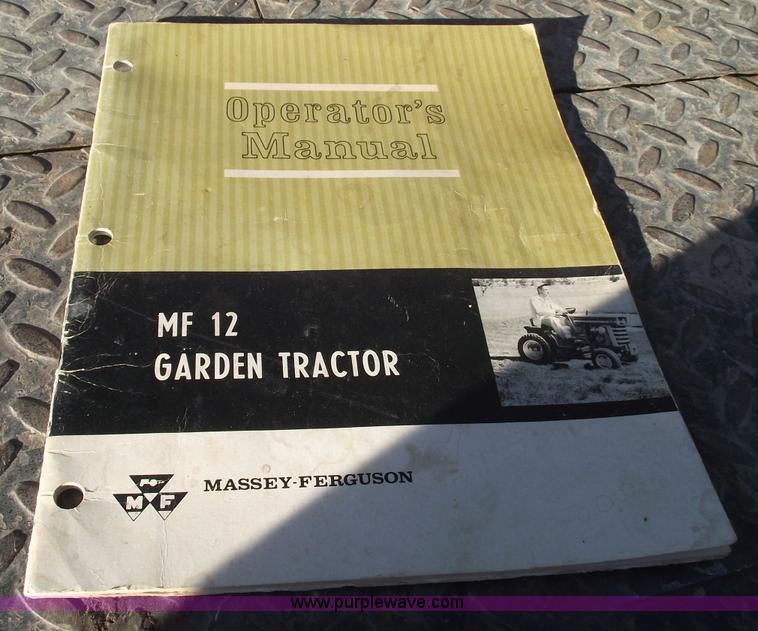 Operator's
Manual
MF 12
GARDEN TRACTOR
MF
MASSEY-FERGUSON
www.purplewave.com